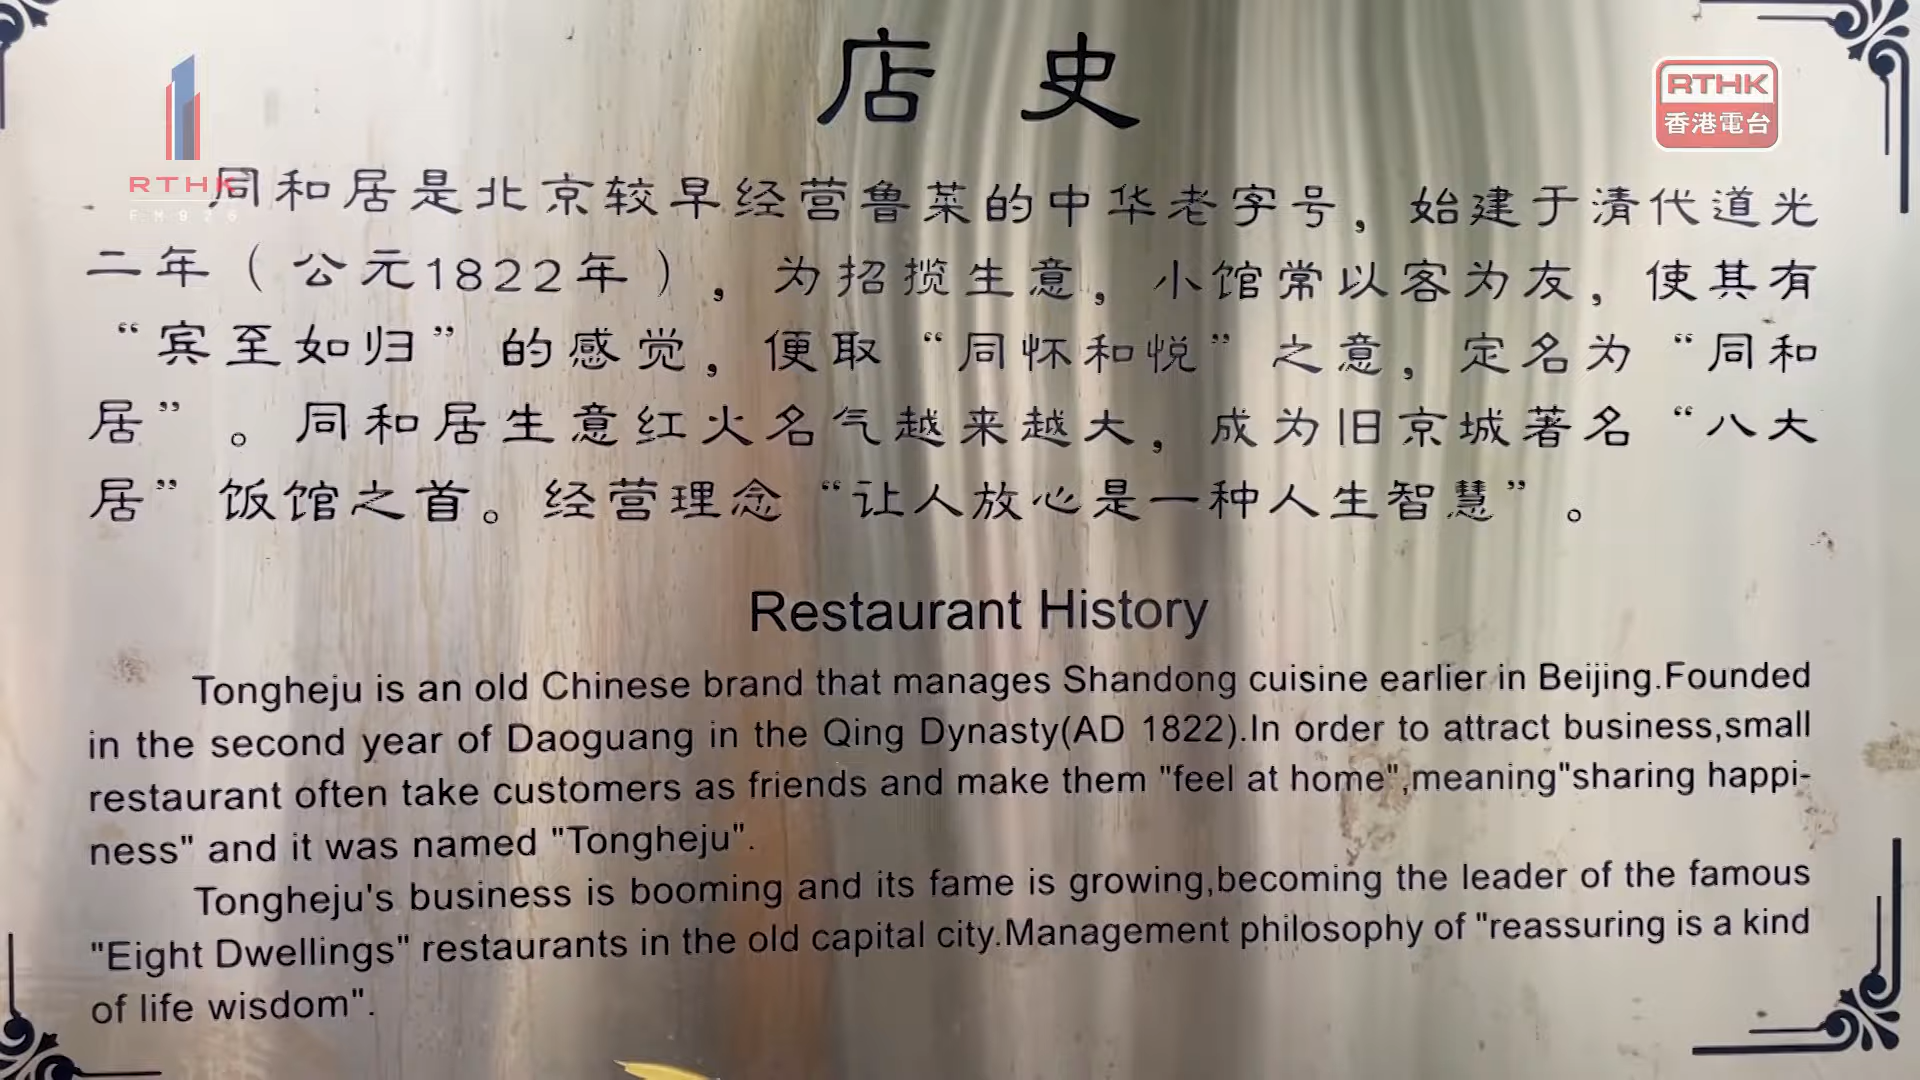 店史
RTHK
香港電台
RTHK
FM926
同和居是北京较早经营鲁菜的中华老字号，始建于清代道光
二年（公元1822年），为招揽生意，小馆常以客为友，使其有
“宾至如归”的感觉，便取“同怀和悦”之意，定名为“同和
居”。同和居生意红火名气越来越大，成为旧京城著名“八大
居”饭馆之首。经营理念“让人放心是一种人生智慧”。
Restaurant History
Tongheju is an old Chinese brand that manages Shandong cuisine earlier in Beijing.Founded
in the second year of Daoguang in the Qing Dynasty(AD 1822).In order to attract business,small
restaurant often take customers as friends and make them "feel at home",meaning"sharing happi-
ness" and it was named "Tongheju".
Tongheju's business is booming and its fame is growing,becoming the leader of the famous
"Eight Dwellings" restaurants in the old capital city.Management philosophy of "reassuring is a kind
of life wisdom".